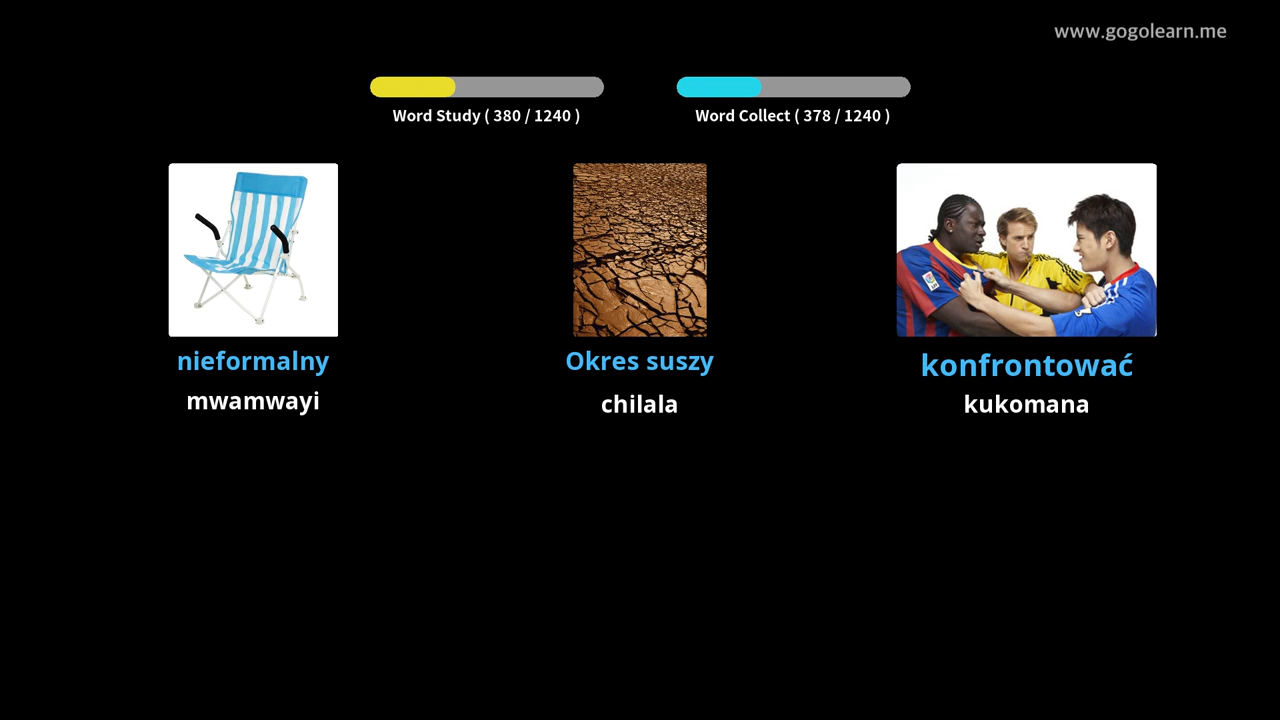 www.gogolearn.me
Word Study ( 380 / 1240 )
Word Collect ( 378 / 1240 )
nieformalny
mwamwayi
Okres suszy
chilala
konfrontować
kukomana